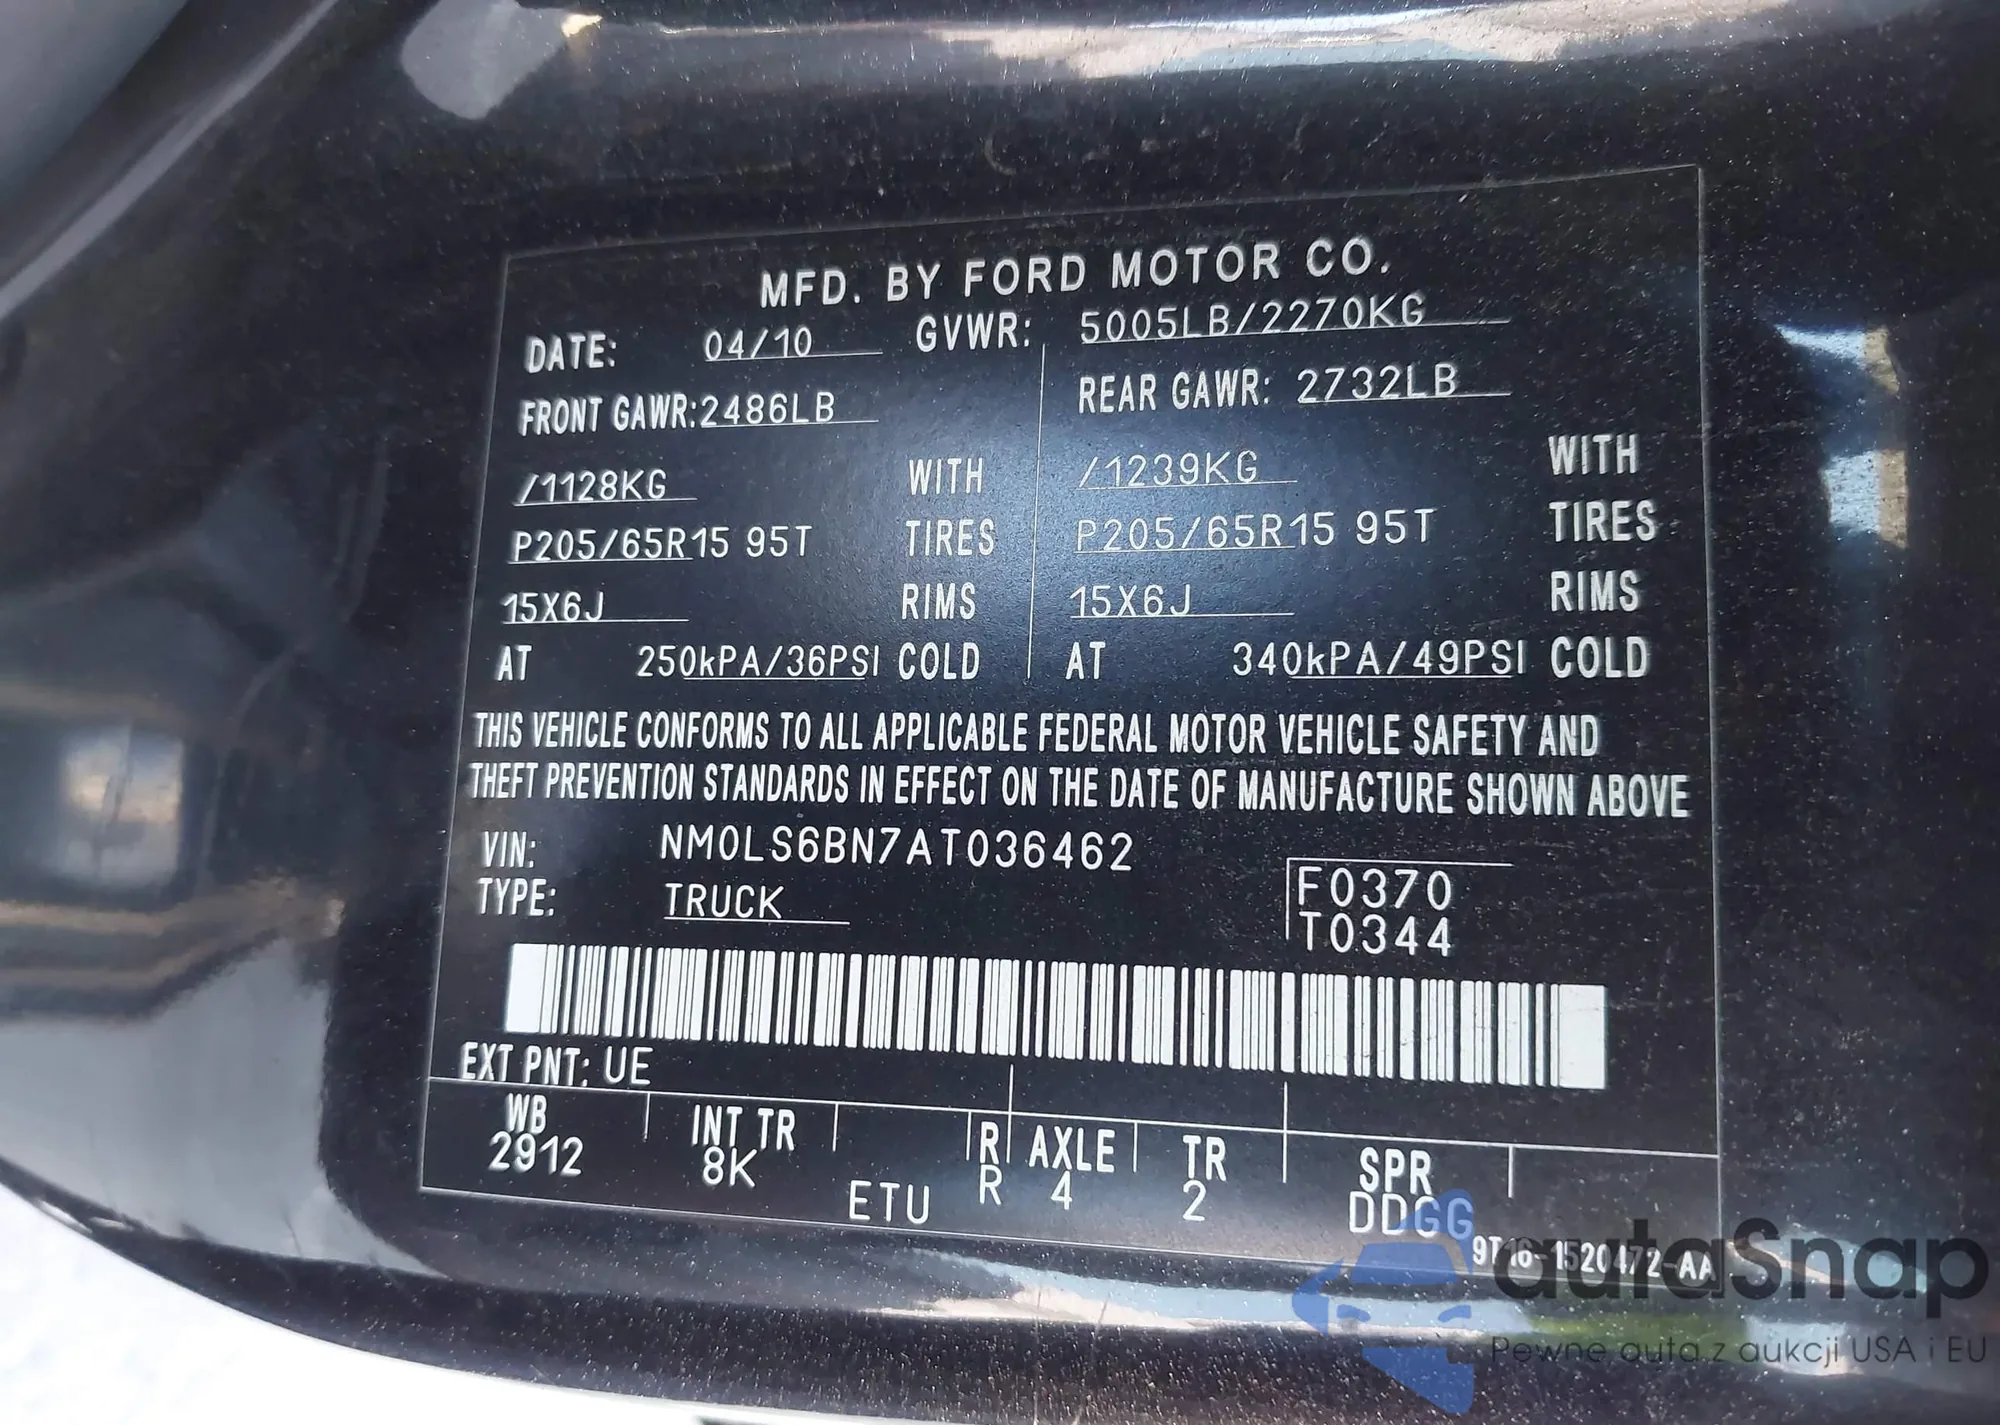 MFD. BY FORD MOTOR CO.
DATE: 04/10 GVWR: 5005LB/2270KG
FRONT GAWR: 2486LB REAR GAWR: 2732LB
/1128KG WITH /1239KG WITH
P205/65R15 95T TIRES P205/65R15 95T TIRES
15X6J RIMS 15X6J RIMS
AT 250kPA/36PSI COLD AT 340kPA/49PSI COLD
THIS VEHICLE CONFORMS TO ALL APPLICABLE FEDERAL MOTOR VEHICLE SAFETY AND
THEFT PREVENTION STANDARDS IN EFFECT ON THE DATE OF MANUFACTURE SHOWN ABOVE
VIN: NM0LS6BN7AT036462
TYPE: TRUCK
F0370
T0344
EXT PNT: UE
WB INT TR R AXLE TR SPR
2912 8K ETU R 4 2 DDGG
9T16-1520472-AA
autoSnap
Pewne auta z aukcji USA i EU